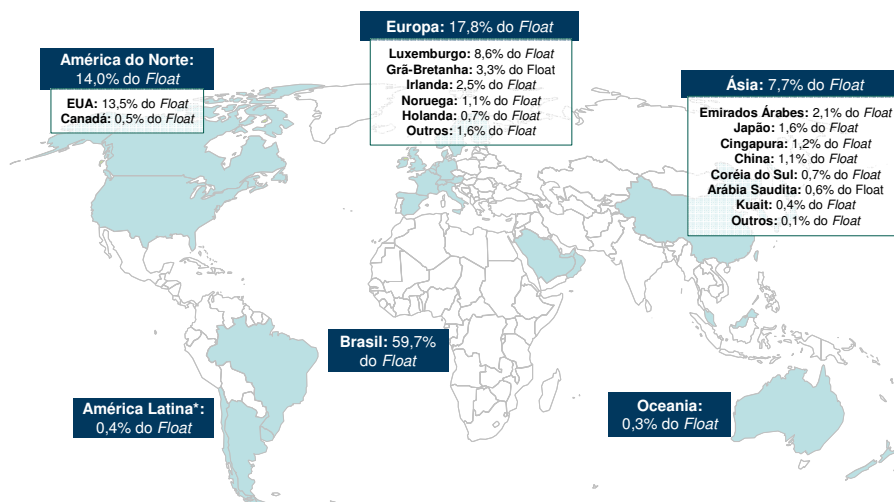 América do Norte:
14,0% do Float
EUA: 13,5% do Float
Canadá: 0,5% do Float
Europa: 17,8% do Float
Luxemburgo: 8,6% do Float
Grã-Bretanha: 3,3% do Float
Irlanda: 2,5% do Float
Noruega: 1,1% do Float
Holanda: 0,7% do Float
Outros: 1,6% do Float
Ásia: 7,7% do Float
Emirados Árabes: 2,1% do Float
Japão: 1,6% do Float
Cingapura: 1,2% do Float
China: 1,1% do Float
Coréia do Sul: 0,7% do Float
Arábia Saudita: 0,6% do Float
Kuait: 0,4% do Float
Outros: 0,1% do Float
Brasil: 59,7%
do Float
América Latina*:
0,4% do Float
Oceania:
0,3% do Float